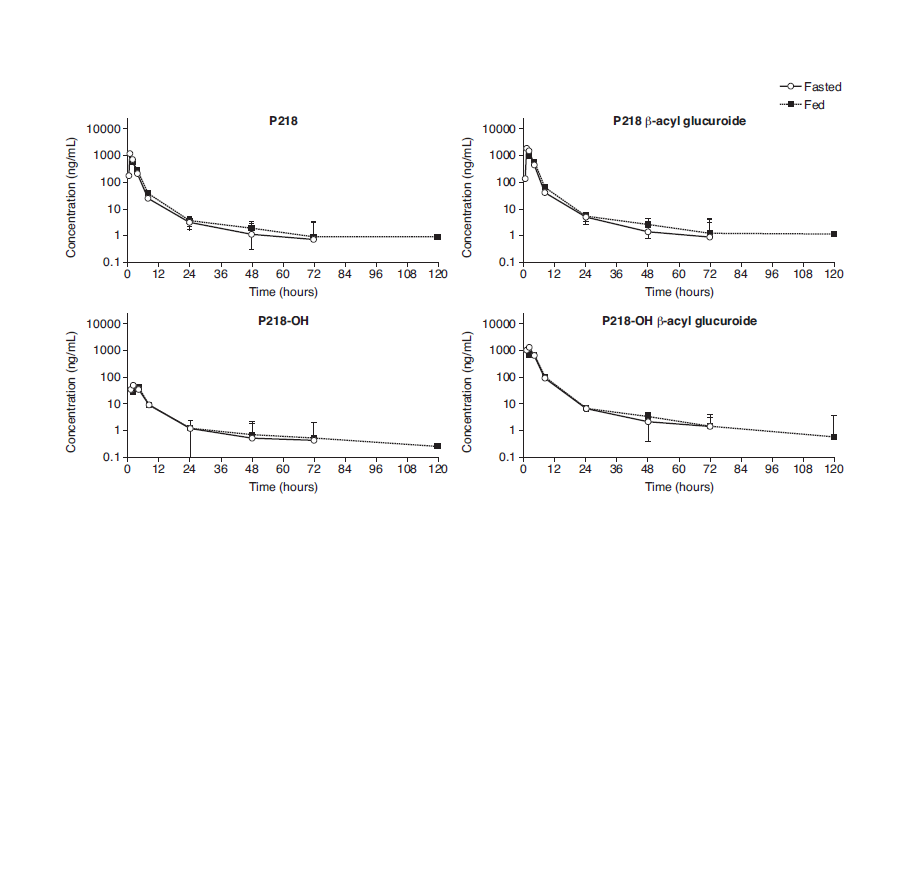 Fasted
Fed
P218
Concentration (ng/mL)
10000
1000
100
10
1
0.1
0 12 24 36 48 60 72 84 96 108 120
Time (hours)
P218 β-acyl glucuroide
Concentration (ng/mL)
10000
1000
100
10
1
0.1
0 12 24 36 48 60 72 84 96 108 120
Time (hours)
P218-OH
Concentration (ng/mL)
10000
1000
100
10
1
0.1
0 12 24 36 48 60 72 84 96 108 120
Time (hours)
P218-OH β-acyl glucuroide
Concentration (ng/mL)
10000
1000
100
10
1
0.1
0 12 24 36 48 60 72 84 96 108 120
Time (hours)